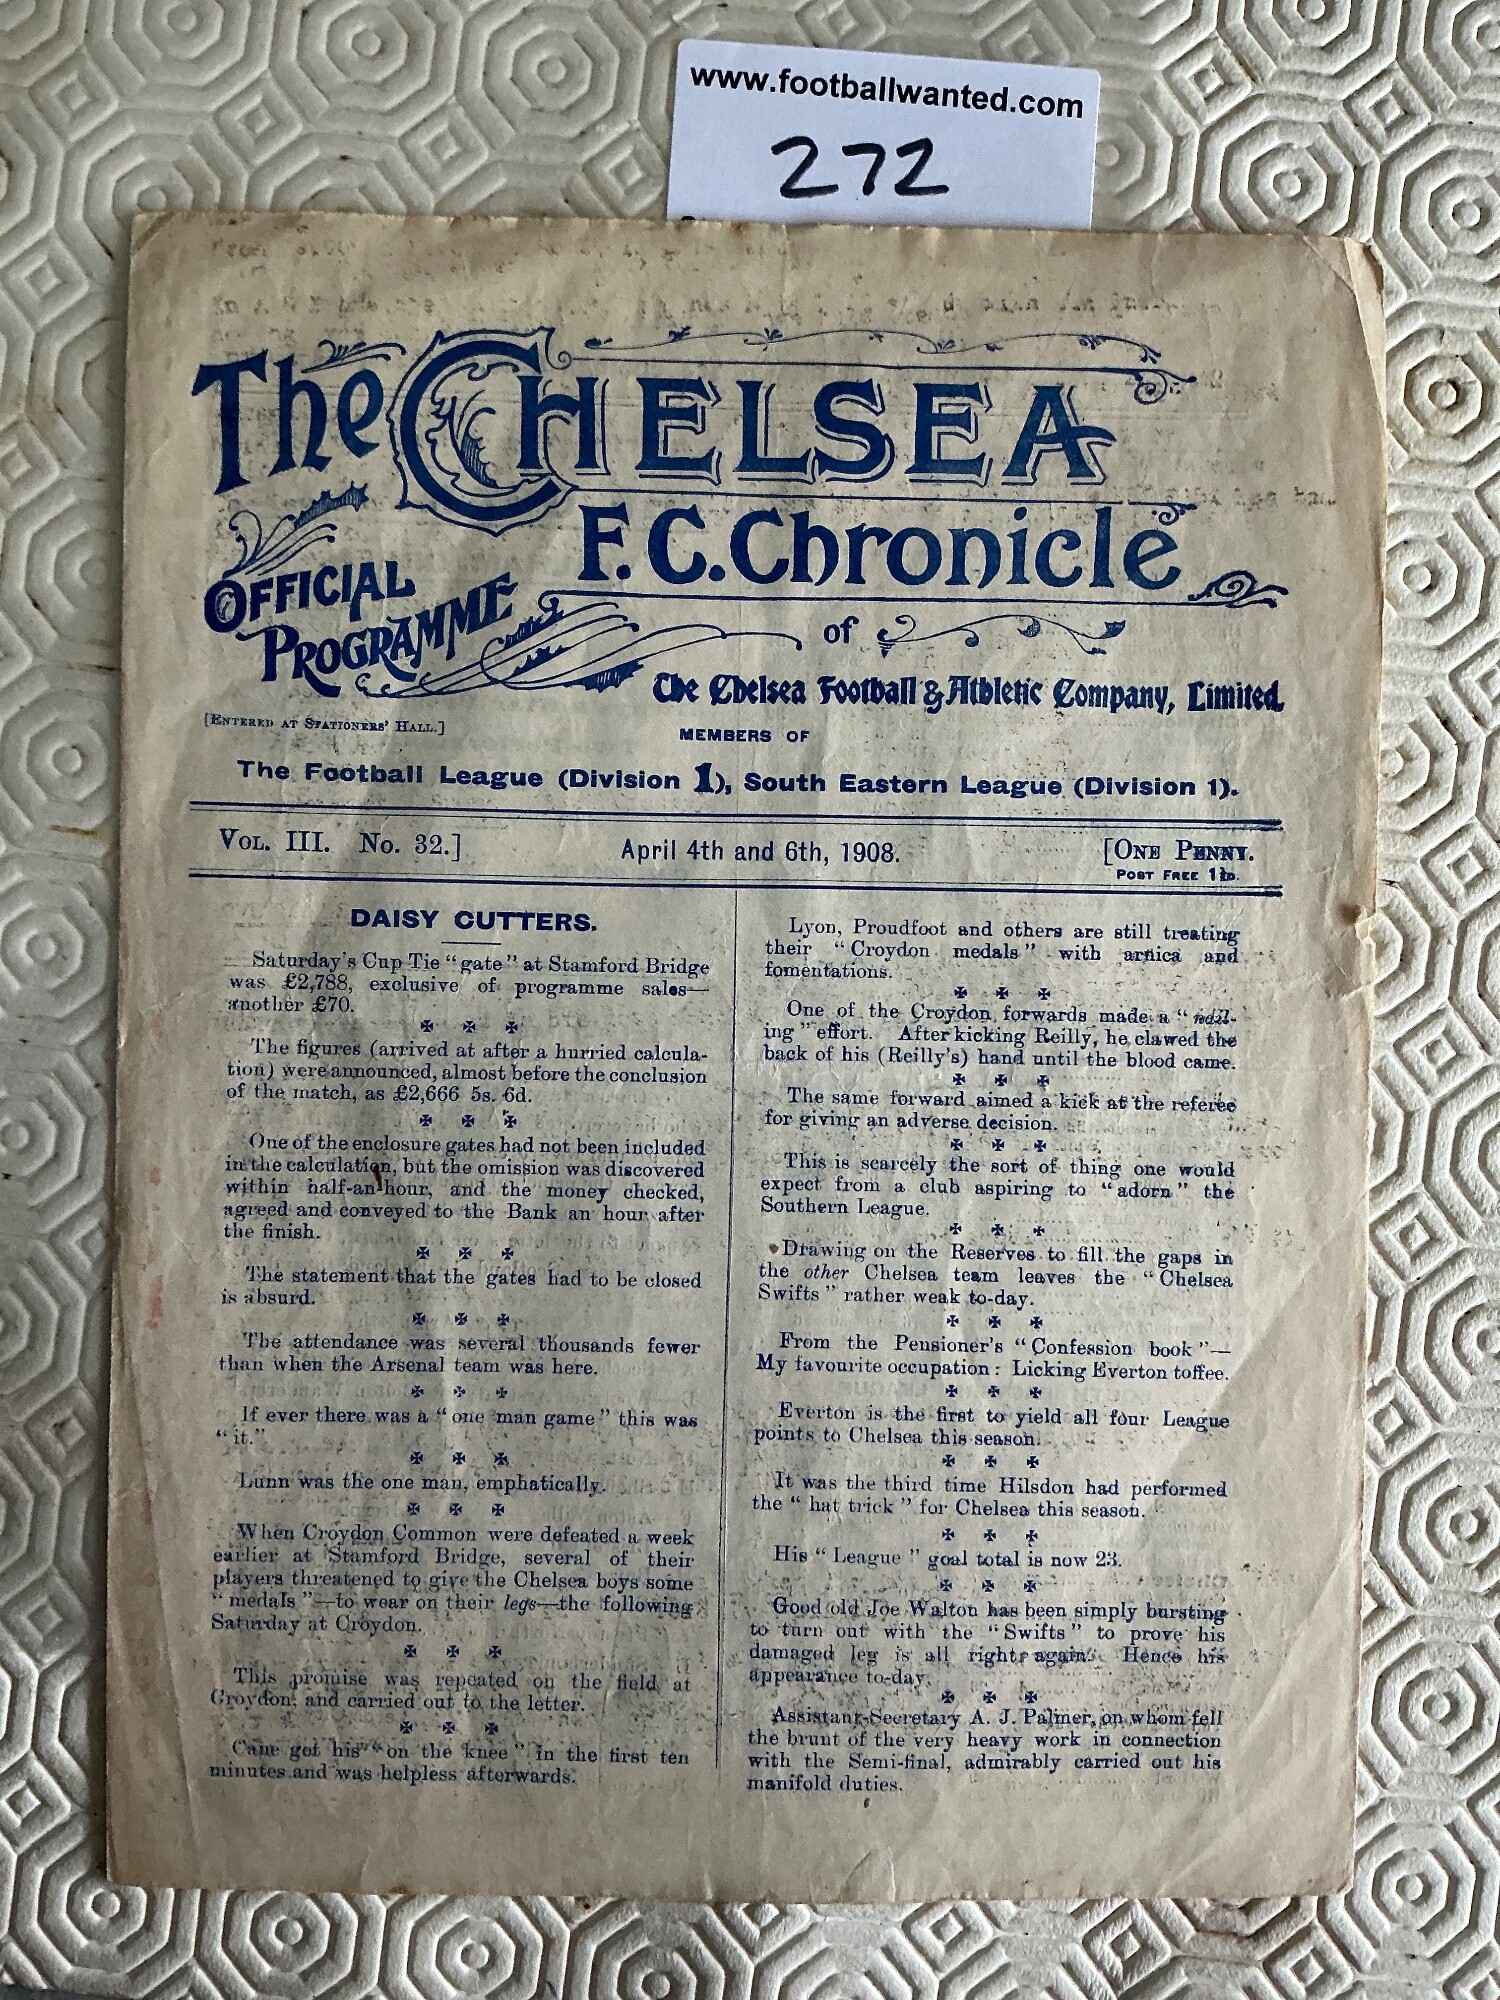 www.footballwanted.com
272
The CHELSEA
F.C. Chronicle
OFFICIAL
PROGRAMME
of
The Chelsea Football & Athletic Company, Limited.
[ENTERED AT STATIONERS' HALL.]
MEMBERS OF
The Football League (Division 1), South Eastern League (Division 1).
VOL. III. No. 32.]
April 4th and 6th, 1908.
[ONE PENNY.
POST FREE 1½D.
DAISY CUTTERS.
Saturday's Cup Tie "gate" at Stamford Bridge
was £2,788, exclusive of programme sales—
another £70.
The figures (arrived at after a hurried calcula-
tion) were announced, almost before the conclusion
of the match, as £2,666 5s. 6d.
One of the enclosure gates had not been included
in the calculation, but the omission was discovered
within half-an-hour, and the money checked,
agreed and conveyed to the Bank an hour after
the finish.
The statement that the gates had to be closed
is absurd.
The attendance was several thousands fewer
than when the Arsenal team was here.
If ever there was a "one man game" this was
"it."
Lunn was the one man, emphatically.
When Croydon Common were defeated a week
earlier at Stamford Bridge, several of their
players threatened to give the Chelsea boys some
"medals"—to wear on their legs—the following
Saturday at Croydon.
This promise was repeated on the field at
Croydon, and carried out to the letter.
Cane got his "on the knee" in the first ten
minutes and was helpless afterwards.
Lyon, Proudfoot and others are still treating
their "Croydon medals" with arnica and
fomentations.
One of the Croydon forwards made a "nail-
ing" effort. After kicking Reilly, he clawed the
back of his (Reilly's) hand until the blood came.
The same forward aimed a kick at the referee
for giving an adverse decision.
This is scarcely the sort of thing one would
expect from a club aspiring to "adorn" the
Southern League.
Drawing on the Reserves to fill the gaps in
the other Chelsea team leaves the "Chelsea
Swifts" rather weak to-day.
From the Pensioner's "Confession book"—
My favourite occupation: Licking Everton toffee.
Everton is the first to yield all four League
points to Chelsea this season.
It was the third time Hilsdon had performed
the "hat trick" for Chelsea this season.
His "League" goal total is now 23.
Good old Joe Walton has been simply bursting
to turn out with the "Swifts" to prove his
damaged leg is all right again. Hence his
appearance to-day.
Assistant-Secretary A. J. Palmer, on whom fell
the brunt of the very heavy work in connection
with the Semi-final, admirably carried out his
manifold duties.